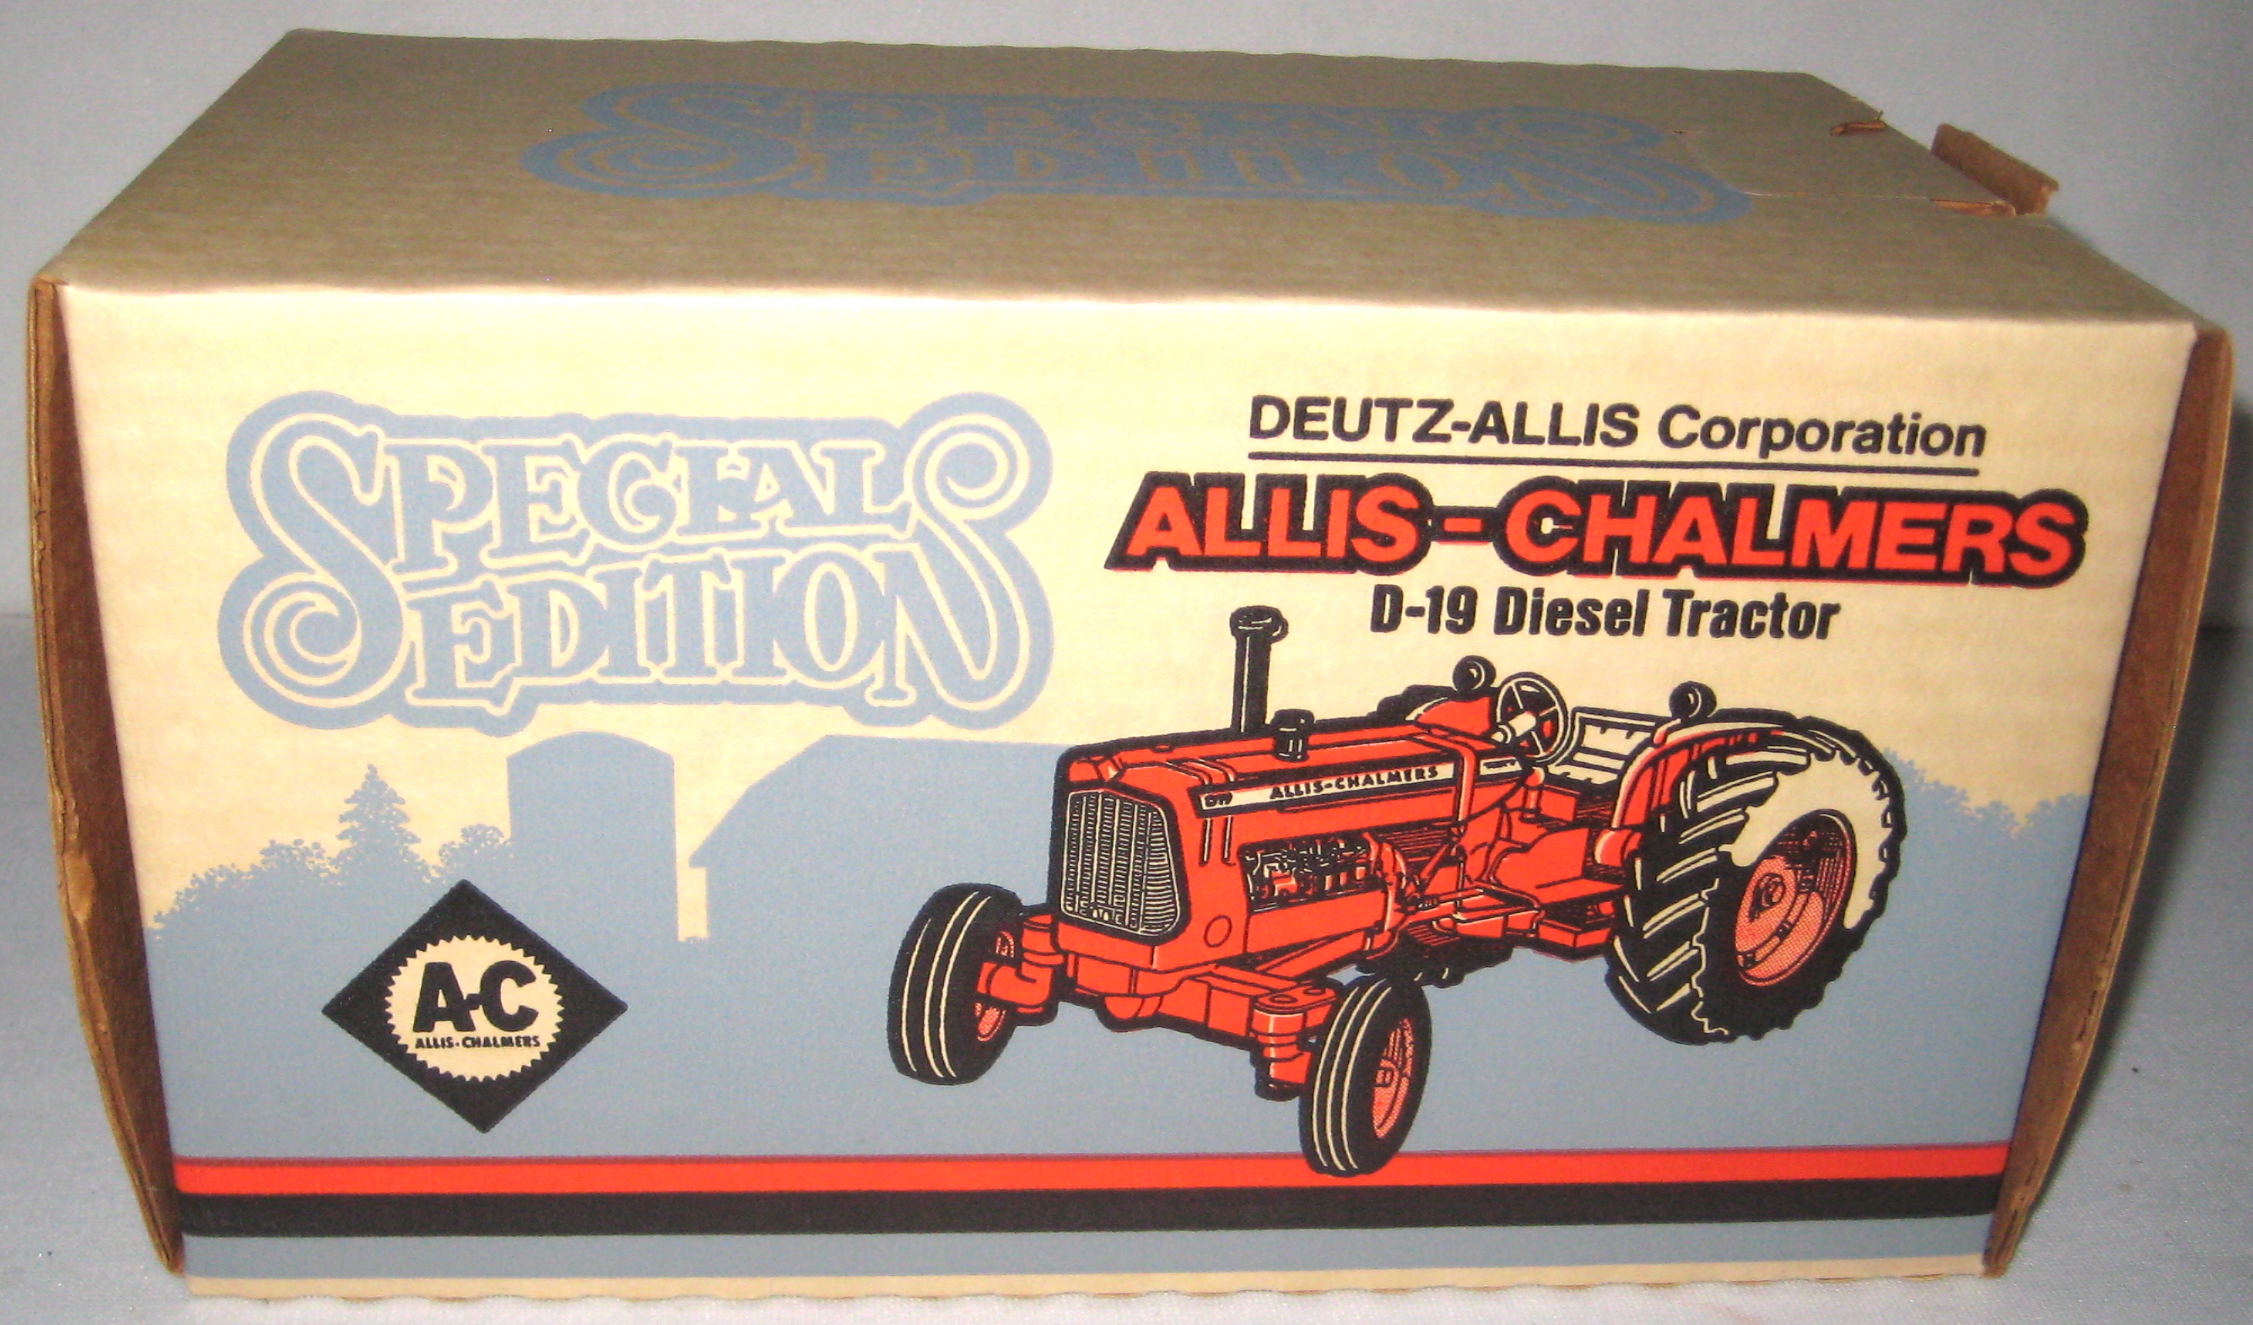 SPECIAL
EDITION
SPECIAL
EDITION
DEUTZ-ALLIS Corporation
ALLIS-CHALMERS
D-19 Diesel Tractor
ALLIS-CHALMERS
A-C
ALLIS-CHALMERS